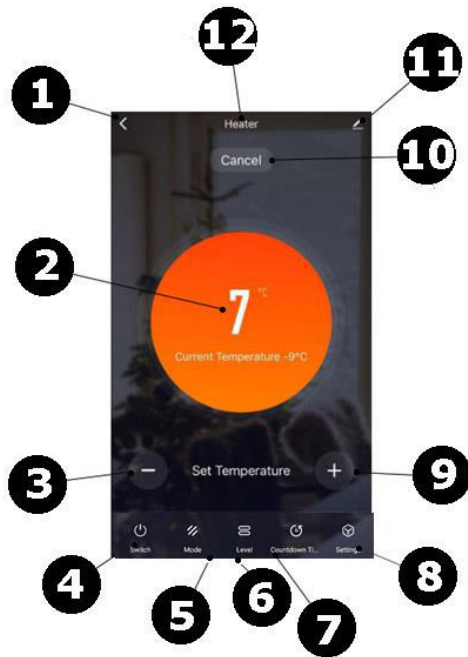 12
11
1
Heater
Cancel
10
2
7 °C
Current Temperature -9°C
3
Set Temperature
9
4
Switch Mode Level Countdown Ti... Setting
5
6
7
8